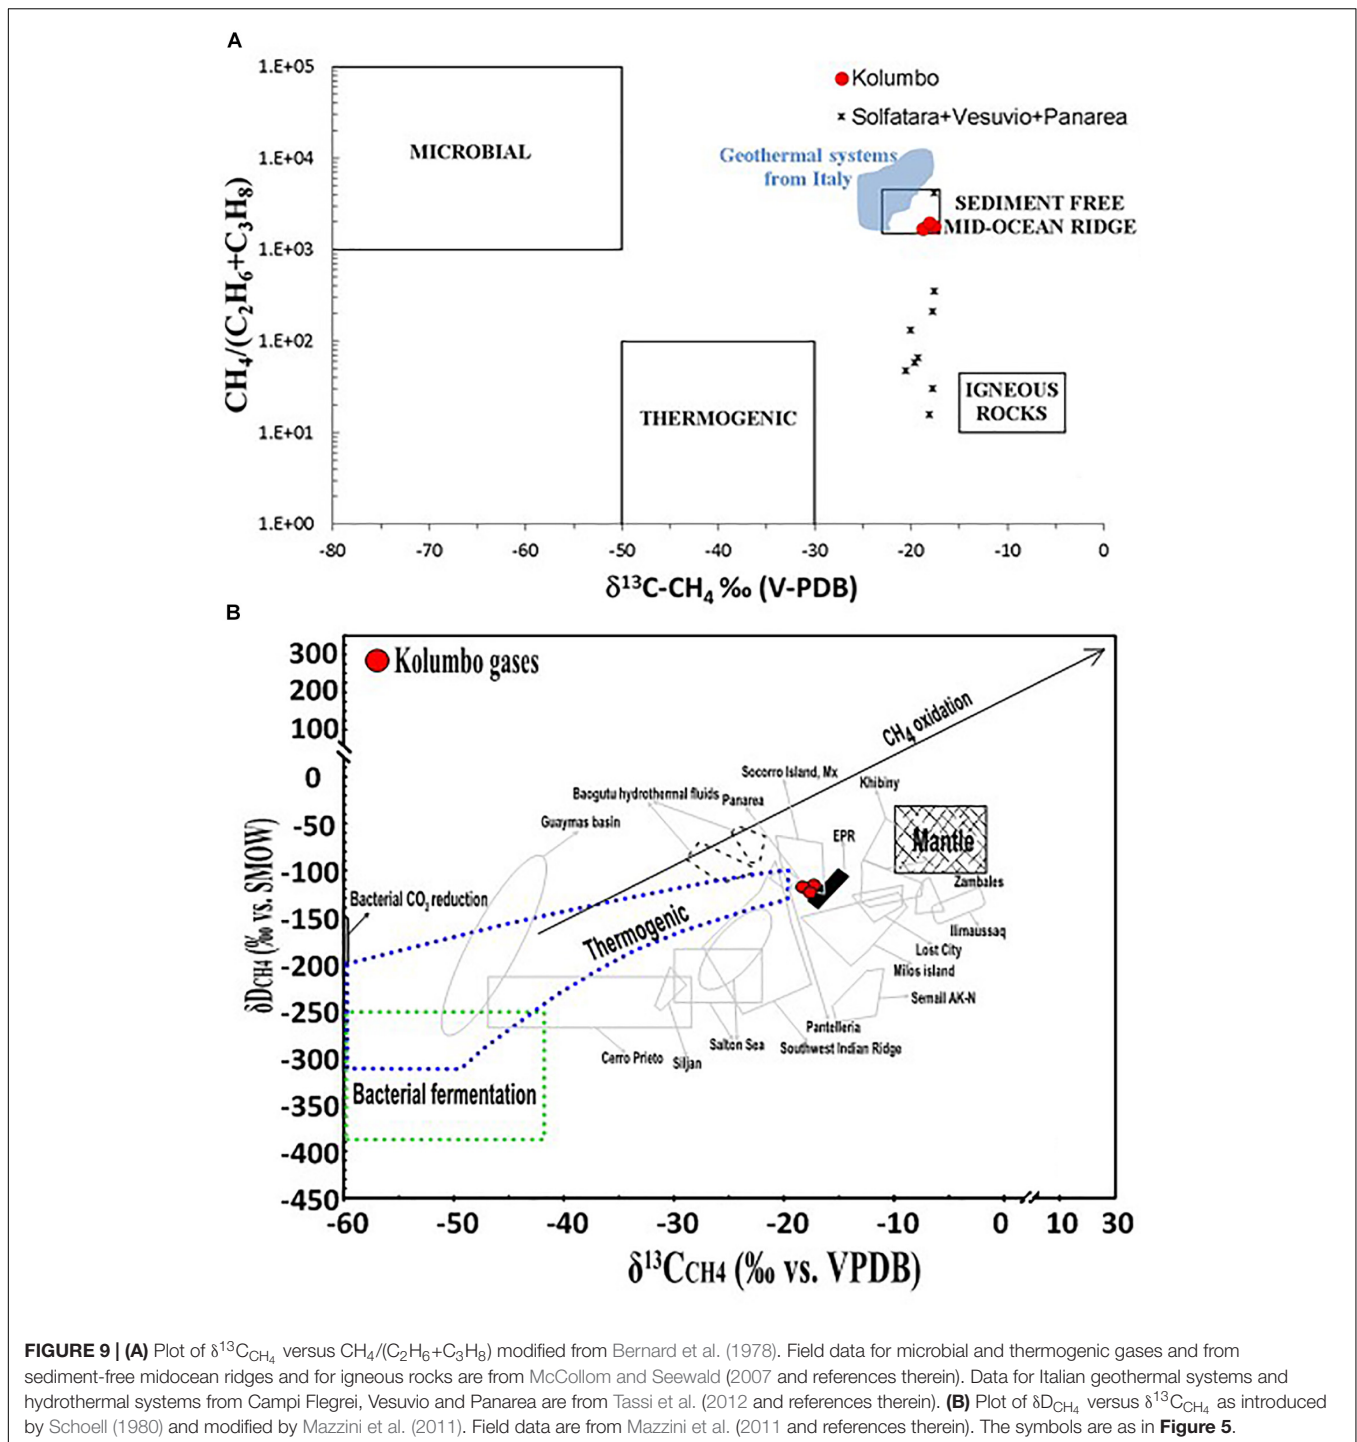 A
1.E+05
1.E+04
1.E+03
1.E+02
1.E+01
1.E+00
CH₄/(C₂H₆+C₃H₈)
Kolumbo
Solfatara+Vesuvio+Panarea
MICROBIAL
Geothermal systems
from Italy
SEDIMENT FREE
MID-OCEAN RIDGE
THERMOGENIC
IGNEOUS
ROCKS
-80 -70 -60 -50 -40 -30 -20 -10 0
δ¹³C-CH₄ ‰ (V-PDB)
B
300
200
100
0
-50
-100
-150
-200
-250
-300
-350
-400
-450
δDCH4 (‰ vs. SMOW)
Kolumbo gases
CH₄ oxidation
Socorro Island, Mx
Khibiny
Baogutu hydrothermal fluids
Panarea
Guaymas basin
EPR
Mantle
Zambales
Bacterial CO₂ reduction
Thermogenic
Ilimaussaq
Lost City
Milos island
Semail AK-N
Pantelleria
Southwest Indian Ridge
Salton Sea
Siljan
Cerro Prieto
Bacterial fermentation
-60 -50 -40 -30 -20 -10 0 10 30
δ¹³CCH4 (‰ vs. VPDB)
FIGURE 9 | (A) Plot of δ¹³C_CH₄ versus CH₄/(C₂H₆+C₃H₈) modified from Bernard et al. (1978). Field data for microbial and thermogenic gases and from
sediment-free midocean ridges and for igneous rocks are from McCollom and Seewald (2007 and references therein). Data for Italian geothermal systems and
hydrothermal systems from Campi Flegrei, Vesuvio and Panarea are from Tassi et al. (2012 and references therein). (B) Plot of δD_CH₄ versus δ¹³C_CH₄ as introduced
by Schoell (1980) and modified by Mazzini et al. (2011). Field data are from Mazzini et al. (2011 and references therein). The symbols are as in Figure 5.